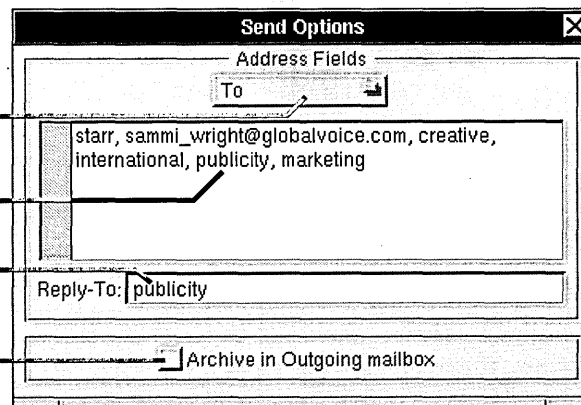 Send Options
Address Fields
To
starr, sammi_wright@globalvoice.com, creative,
international, publicity, marketing
Reply-To: publicity
Archive in Outgoing mailbox